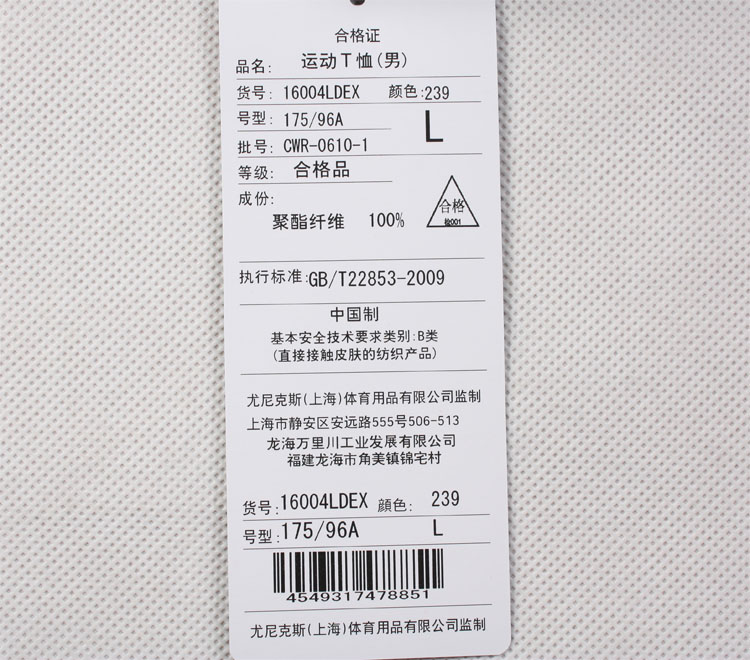 合格证
品名: 运动T恤(男)
货号: 16004LDEX 颜色:239
号型: 175/96A L
批号: CWR-0610-1
等级: 合格品
成份:
聚酯纤维 100%
合格
检001
执行标准:GB/T22853-2009
中国制
基本安全技术要求类别:B类
(直接接触皮肤的纺织产品)
尤尼克斯(上海)体育用品有限公司监制
上海市静安区安远路555号506-513
龙海万里川工业发展有限公司
福建龙海市角美镇锦宅村
货号:16004LDEX 顔色: 239
号型:175/96A L
4549317478851
尤尼克斯(上海)体育用品有限公司监制